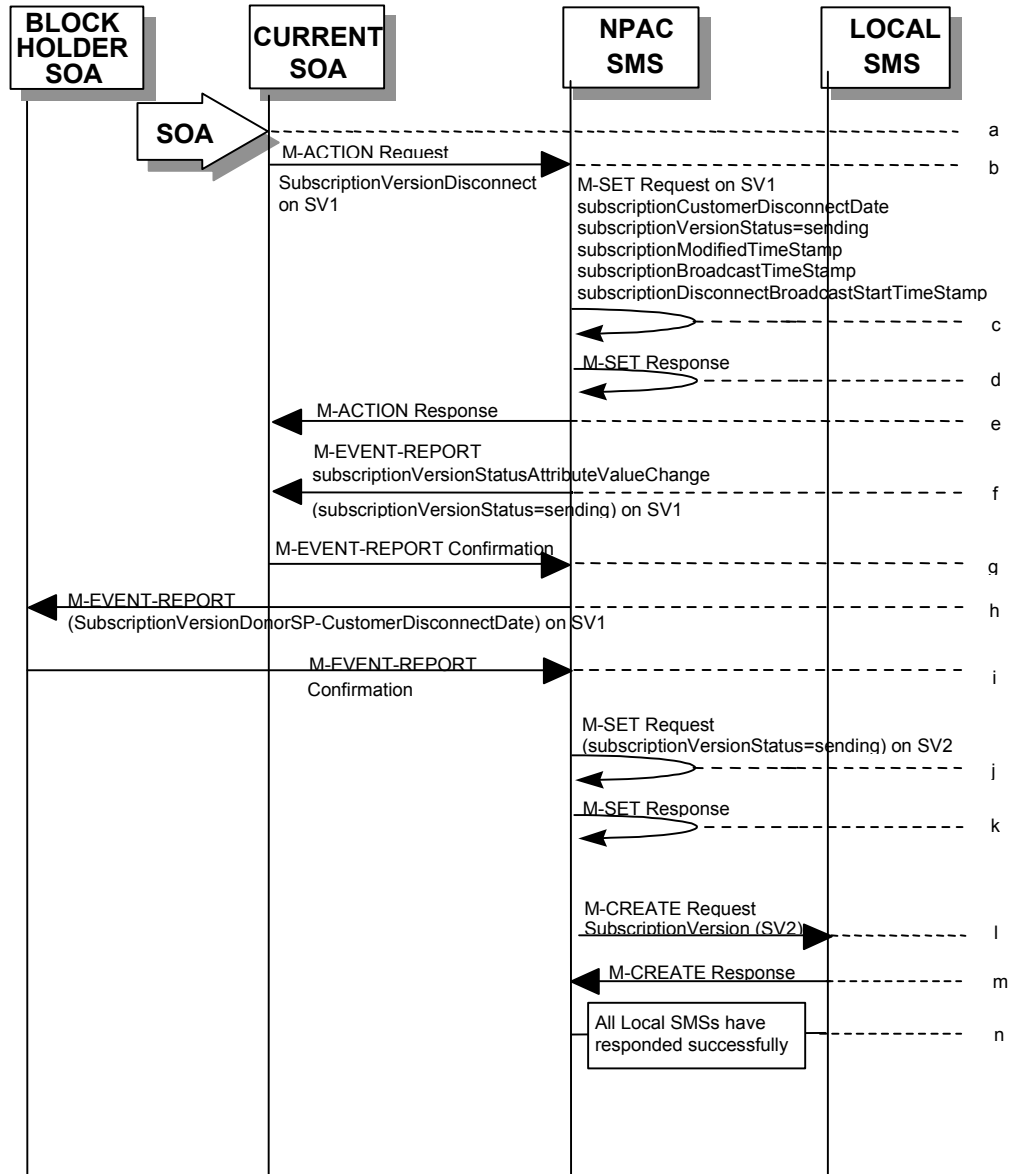 BLOCK
HOLDER
SOA
CURRENT
SOA
NPAC
SMS
LOCAL
SMS
SOA
a
M-ACTION Request
b
SubscriptionVersionDisconnect
on SV1
M-SET Request on SV1
subscriptionCustomerDisconnectDate
subscriptionVersionStatus=sending
subscriptionModifiedTimeStamp
subscriptionBroadcastTimeStamp
subscriptionDisconnectBroadcastStartTimeStamp
c
M-SET Response
d
M-ACTION Response
e
M-EVENT-REPORT
subscriptionVersionStatusAttributeValueChange
f
(subscriptionVersionStatus=sending) on SV1
M-EVENT-REPORT Confirmation
g
M-EVENT-REPORT
h
(SubscriptionVersionDonorSP-CustomerDisconnectDate) on SV1
M-EVENT-REPORT
i
Confirmation
M-SET Request
(subscriptionVersionStatus=sending) on SV2
j
M-SET Response
k
M-CREATE Request
SubscriptionVersion (SV2)
l
M-CREATE Response
m
All Local SMSs have
responded successfully
n